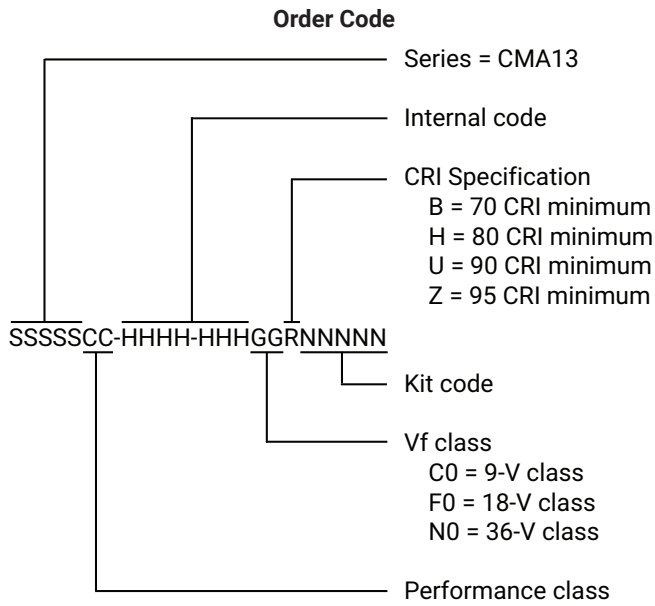 Order Code
Series = CMA13
Internal code
CRI Specification
B = 70 CRI minimum
H = 80 CRI minimum
U = 90 CRI minimum
Z = 95 CRI minimum
SSSSSCC-HHHH-HHHGGRNNNNN
Kit code
Vf class
C0 = 9-V class
F0 = 18-V class
N0 = 36-V class
Performance class